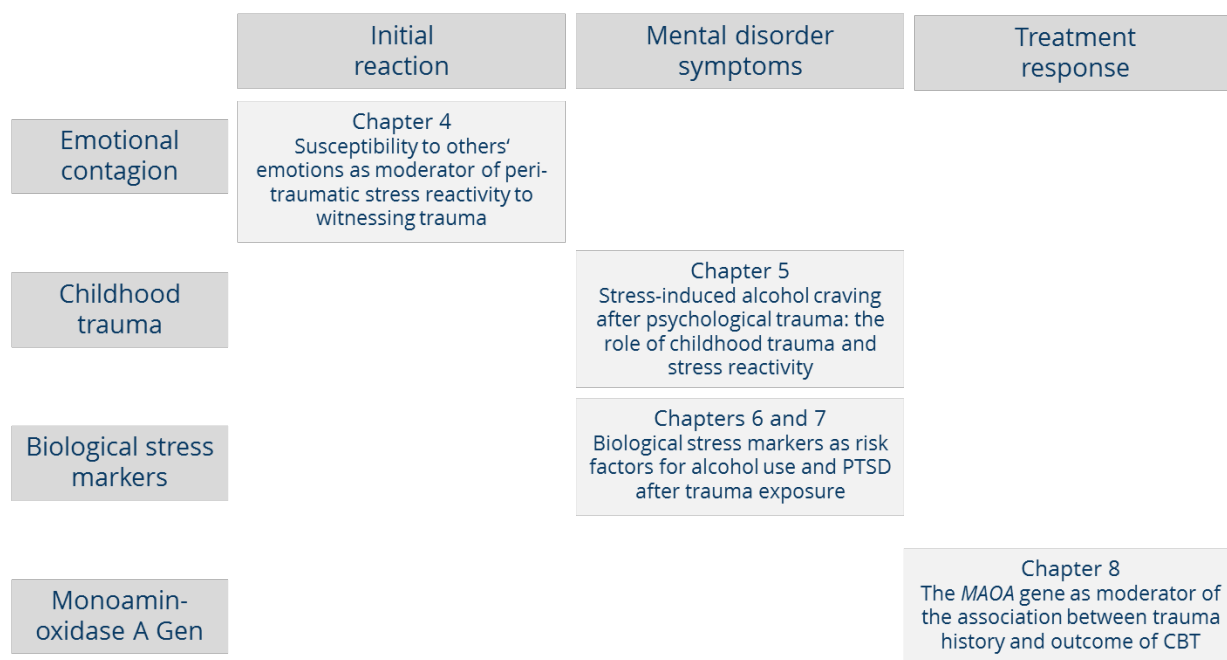 Initial
reaction
Mental disorder
symptoms
Treatment
response
Emotional
contagion
Chapter 4
Susceptibility to others‘
emotions as moderator of peri-
traumatic stress reactivity to
witnessing trauma
Childhood
trauma
Chapter 5
Stress-induced alcohol craving
after psychological trauma: the
role of childhood trauma and
stress reactivity
Biological stress
markers
Chapters 6 and 7
Biological stress markers as risk
factors for alcohol use and PTSD
after trauma exposure
Monoamin-
oxidase A Gen
Chapter 8
The MAOA gene as moderator of
the association between trauma
history and outcome of CBT